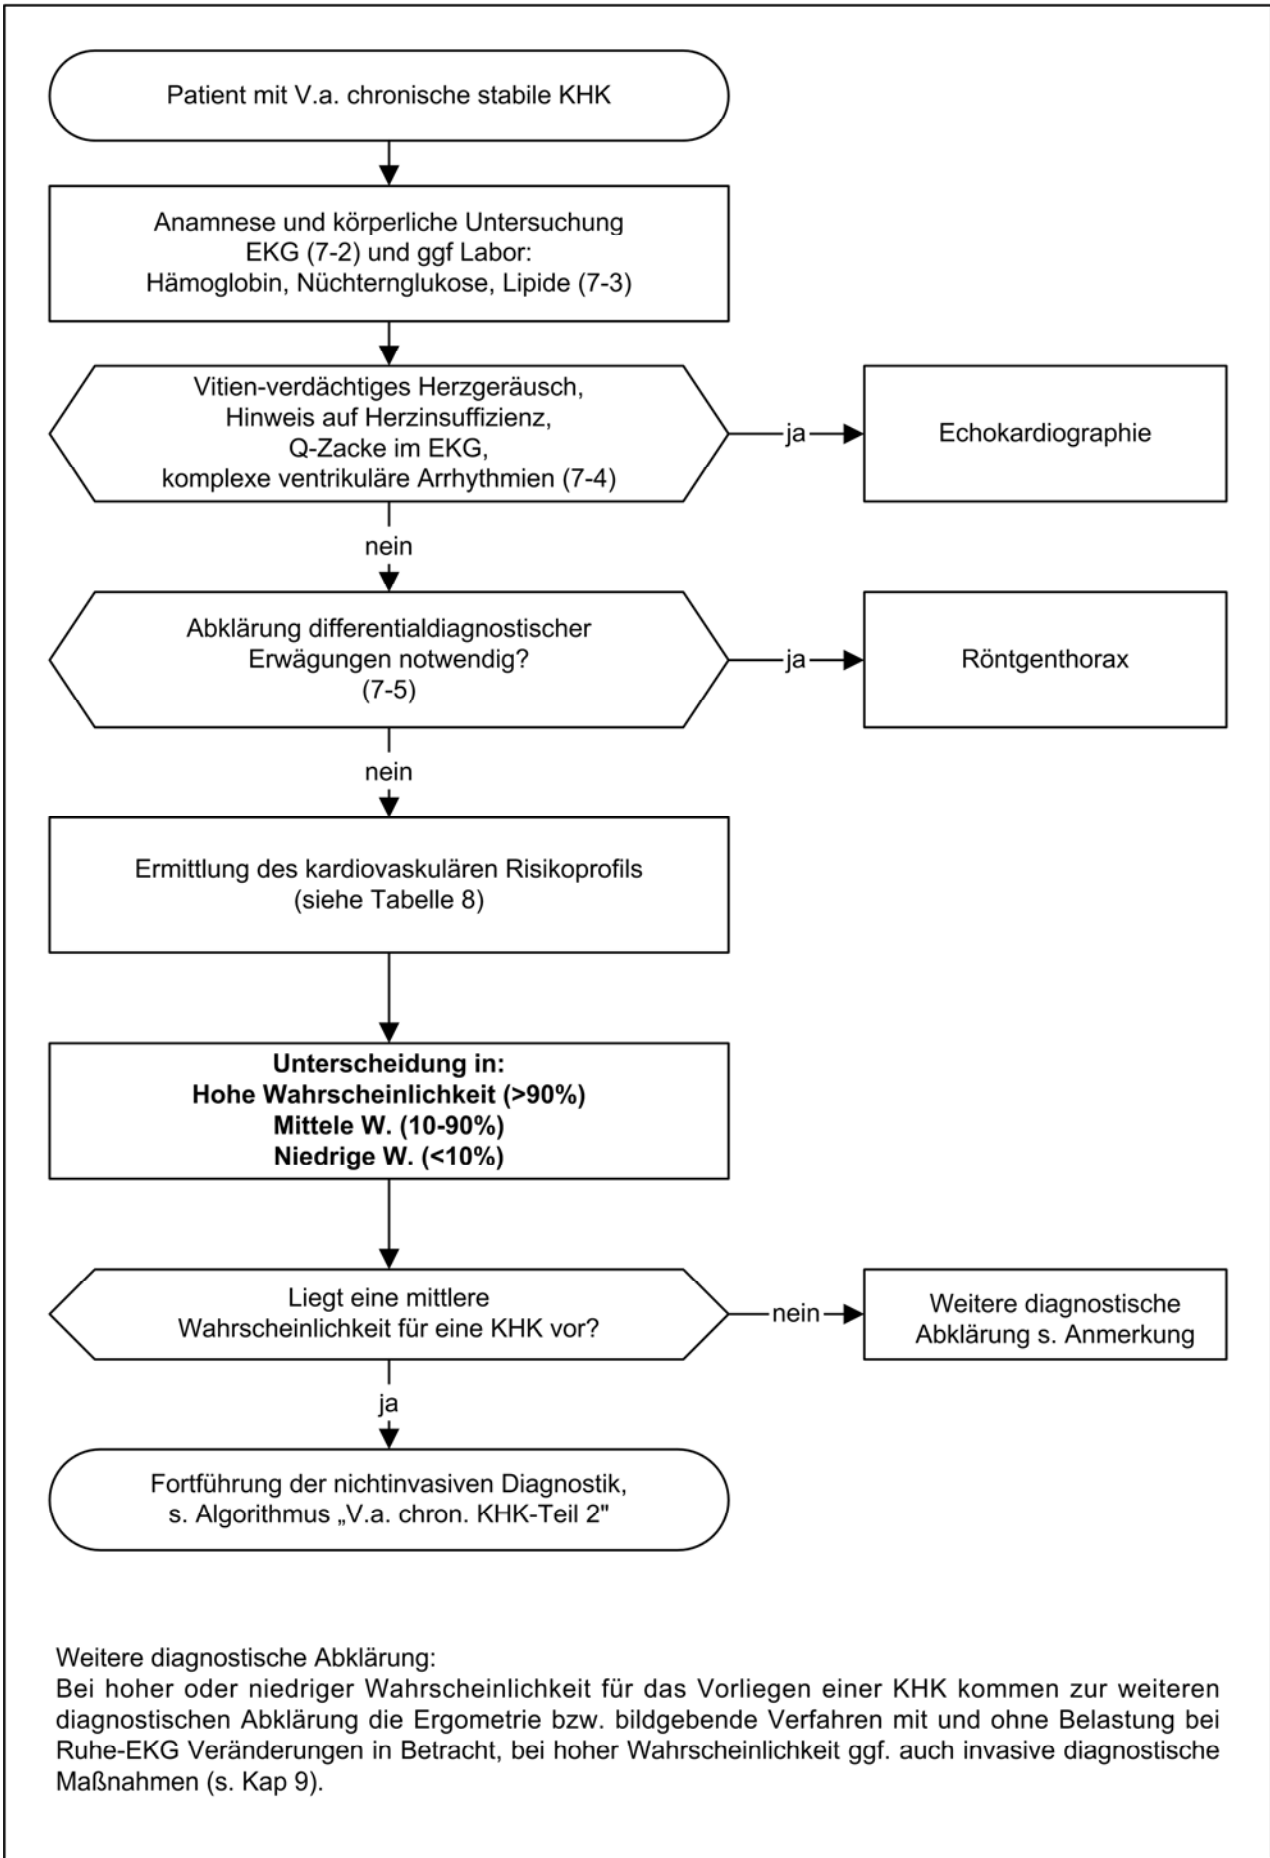 Patient mit V.a. chronische stabile KHK
Anamnese und körperliche Untersuchung
EKG (7-2) und ggf Labor:
Hämoglobin, Nüchternglukose, Lipide (7-3)
Vitien-verdächtiges Herzgeräusch,
Hinweis auf Herzinsuffizienz,
Q-Zacke im EKG,
komplexe ventrikuläre Arrhythmien (7-4)
ja
Echokardiographie
nein
Abklärung differentialdiagnostischer
Erwägungen notwendig?
(7-5)
ja
Röntgenthorax
nein
Ermittlung des kardiovaskulären Risikoprofils
(siehe Tabelle 8)
Unterscheidung in:
Hohe Wahrscheinlichkeit (>90%)
Mittele W. (10-90%)
Niedrige W. (<10%)
Liegt eine mittlere
Wahrscheinlichkeit für eine KHK vor?
nein
Weitere diagnostische
Abklärung s. Anmerkung
ja
Fortführung der nichtinvasiven Diagnostik,
s. Algorithmus „V.a. chron. KHK-Teil 2"
Weitere diagnostische Abklärung:
Bei hoher oder niedriger Wahrscheinlichkeit für das Vorliegen einer KHK kommen zur weiteren
diagnostischen Abklärung die Ergometrie bzw. bildgebende Verfahren mit und ohne Belastung bei
Ruhe-EKG Veränderungen in Betracht, bei hoher Wahrscheinlichkeit ggf. auch invasive diagnostische
Maßnahmen (s. Kap 9).